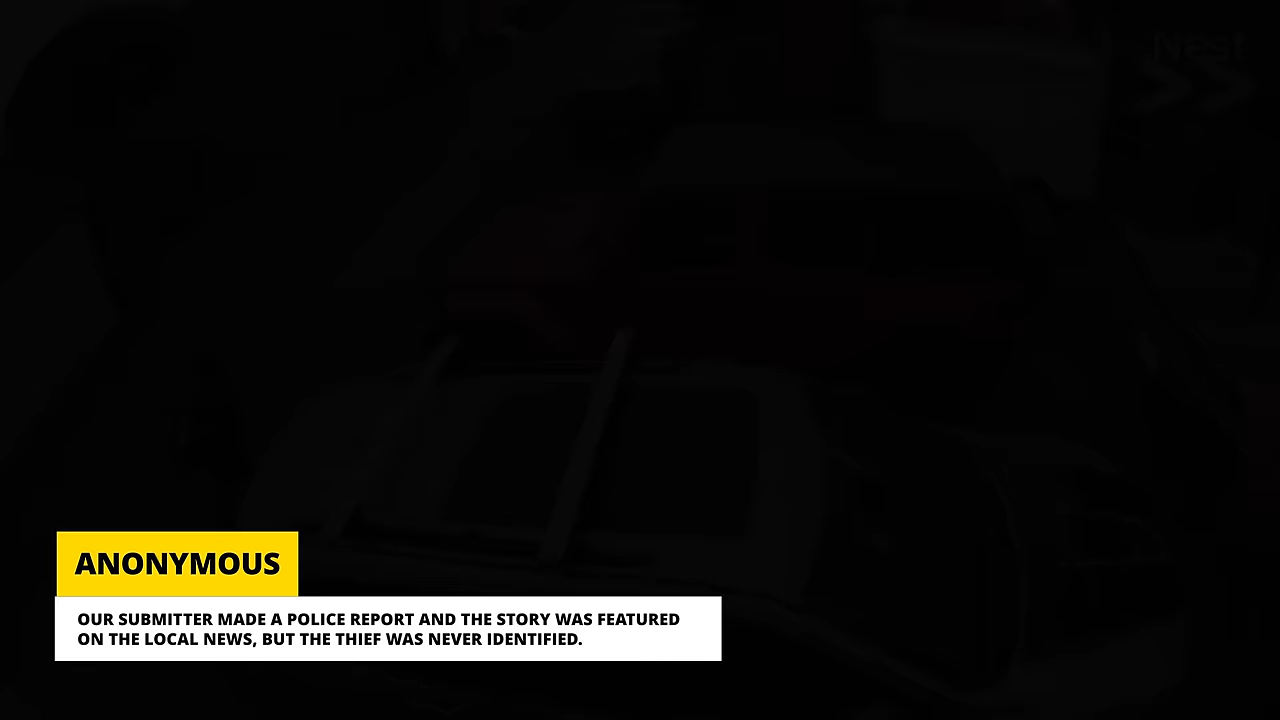 Nest
ANONYMOUS
OUR SUBMITTER MADE A POLICE REPORT AND THE STORY WAS FEATURED
ON THE LOCAL NEWS, BUT THE THIEF WAS NEVER IDENTIFIED.